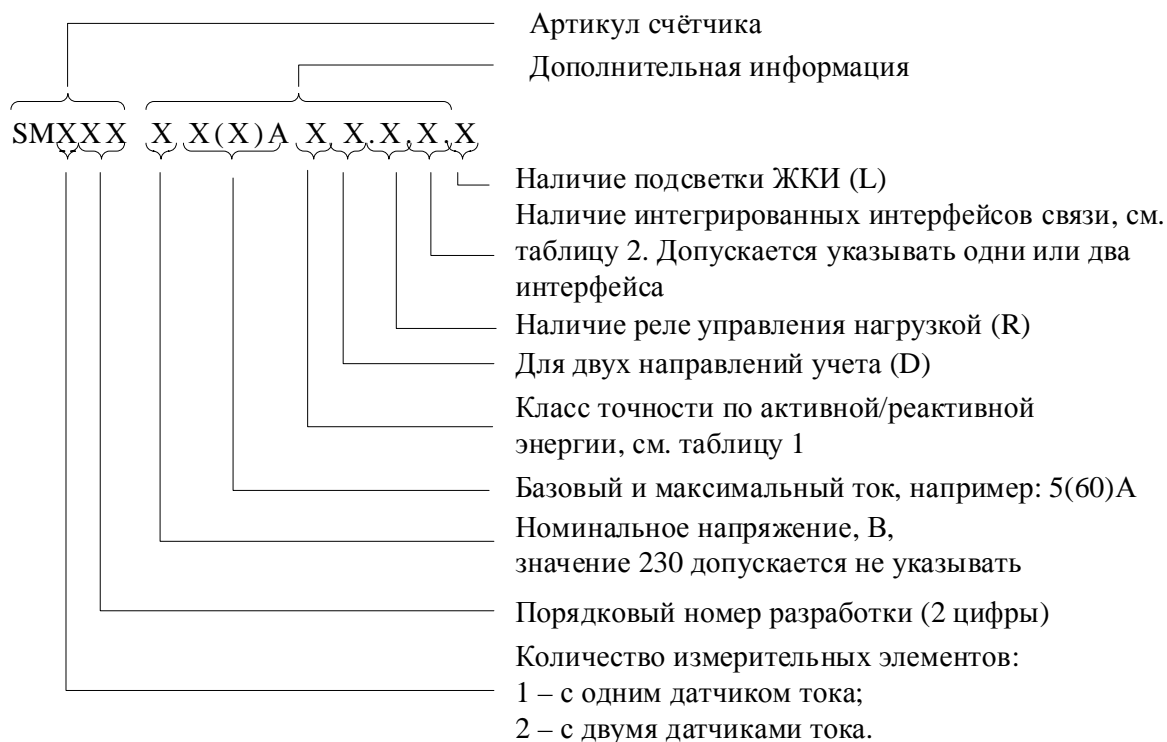 Артикул счётчика
Дополнительная информация
SMXXX X X(X)A X X.X.X.X
Наличие подсветки ЖКИ (L)
Наличие интегрированных интерфейсов связи, см.
таблицу 2. Допускается указывать одни или два
интерфейса
Наличие реле управления нагрузкой (R)
Для двух направлений учета (D)
Класс точности по активной/реактивной
энергии, см. таблицу 1
Базовый и максимальный ток, например: 5(60)А
Номинальное напряжение, В,
значение 230 допускается не указывать
Порядковый номер разработки (2 цифры)
Количество измерительных элементов:
1 – с одним датчиком тока;
2 – с двумя датчиками тока.